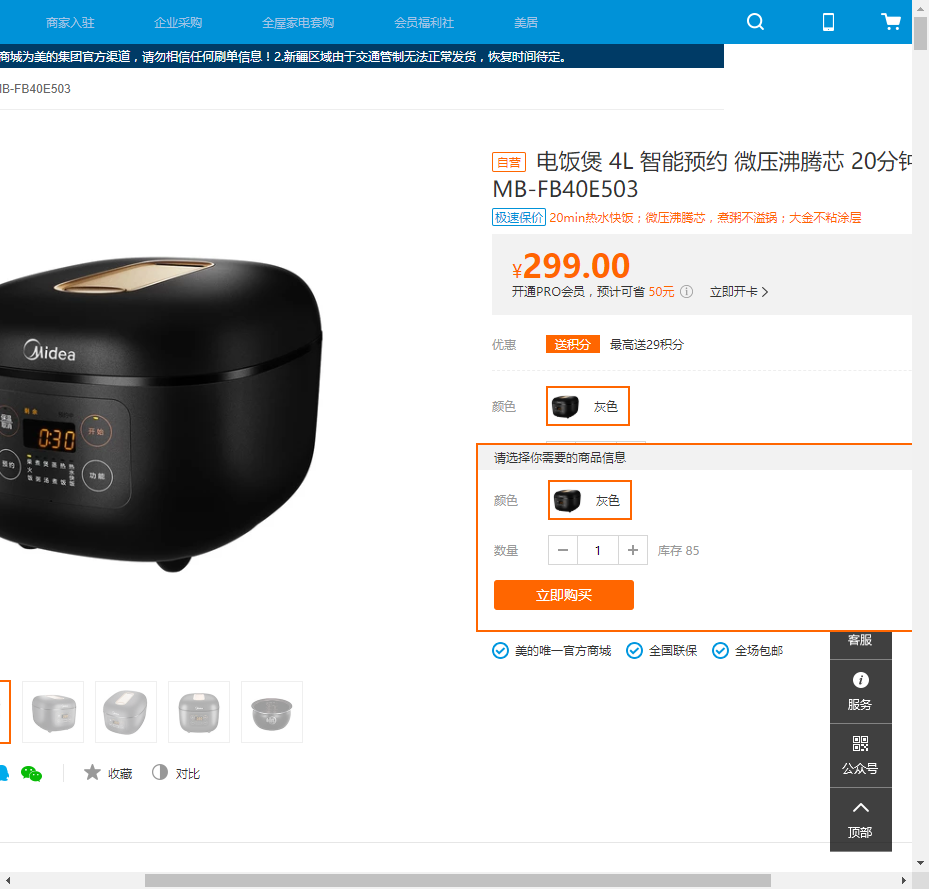 商家入驻 企业采购 全屋家电套购 会员福利社 美居
商城为美的集团官方渠道，请勿相信任何刷单信息！2.新疆区域由于交通管制无法正常发货，恢复时间待定。
MB-FB40E503
自营 电饭煲 4L 智能预约 微压沸腾芯 20分钟
MB-FB40E503
极速保价 20min热水快饭；微压沸腾芯，煮粥不溢锅；大金不粘涂层
¥299.00
开通PRO会员，预计可省 50元 立即开卡
优惠 送积分 最高送29积分
颜色 灰色
请选择你需要的商品信息
颜色 灰色
数量 1 库存 85
立即购买
美的唯一官方商城 全国联保 全场包邮
Midea
0:30
开始
预约
功能
收藏 对比
客服
服务
公众号
顶部